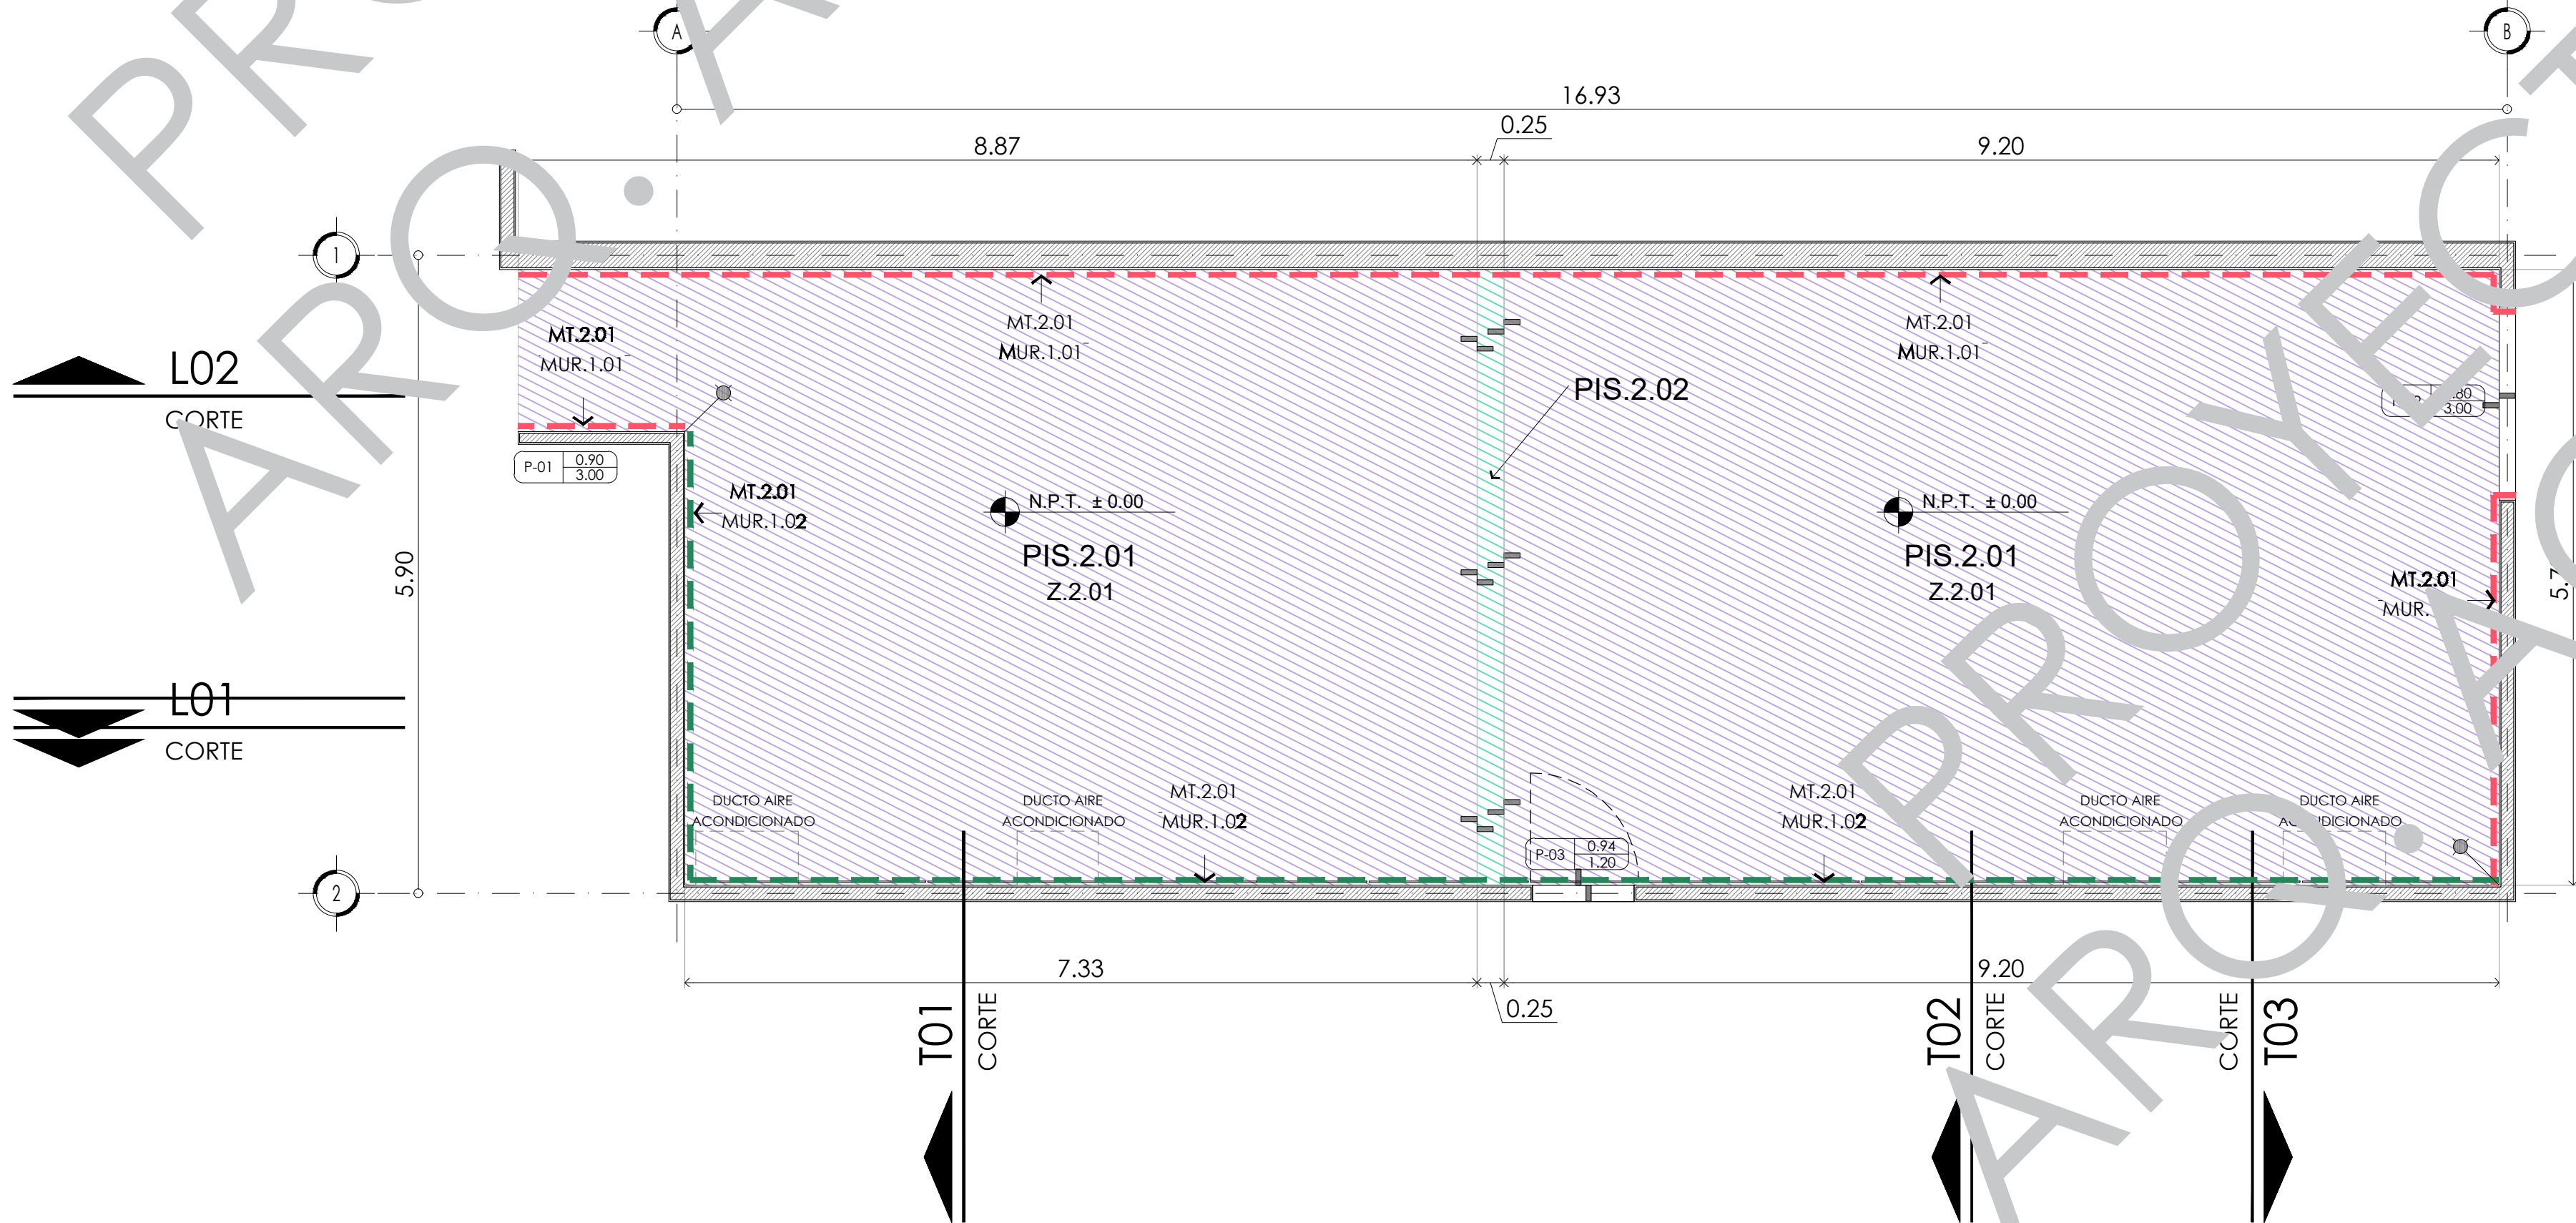 A
B
16.93
8.87
0.25
9.20
1
MT.2.01
MUR.1.01
MT.2.01
MUR.1.01
MT.2.01
MUR.1.01
L02
CORTE
PIS.2.02
3.00
P-01
0.90
3.00
MT.2.01
MUR.1.02
N.P.T. ± 0.00
PIS.2.01
Z.2.01
N.P.T. ± 0.00
PIS.2.01
Z.2.01
MT.2.01
MUR.
5.90
L01
CORTE
DUCTO AIRE
ACONDICIONADO
DUCTO AIRE
ACONDICIONADO
MT.2.01
MUR.1.02
MT.2.01
MUR.1.02
DUCTO AIRE
ACONDICIONADO
DUCTO AIRE
ACONDICIONADO
P-03
0.94
1.20
2
7.33
0.25
9.20
T01
CORTE
T02
CORTE
CORTE
T03
ARQ.
PROYECT
ARQ.